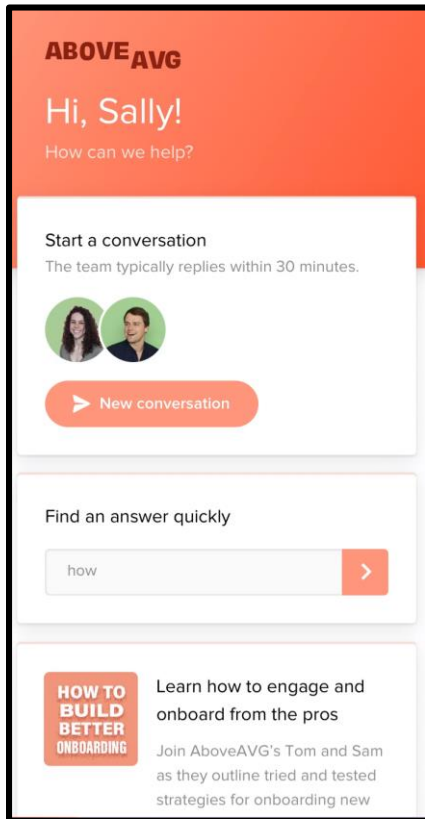 ABOVE AVG
Hi, Sally!
How can we help?
Start a conversation
The team typically replies within 30 minutes.
New conversation
Find an answer quickly
how
HOW TO
BUILD
BETTER
ONBOARDING
Learn how to engage and
onboard from the pros
Join AboveAVG's Tom and Sam
as they outline tried and tested
strategies for onboarding new